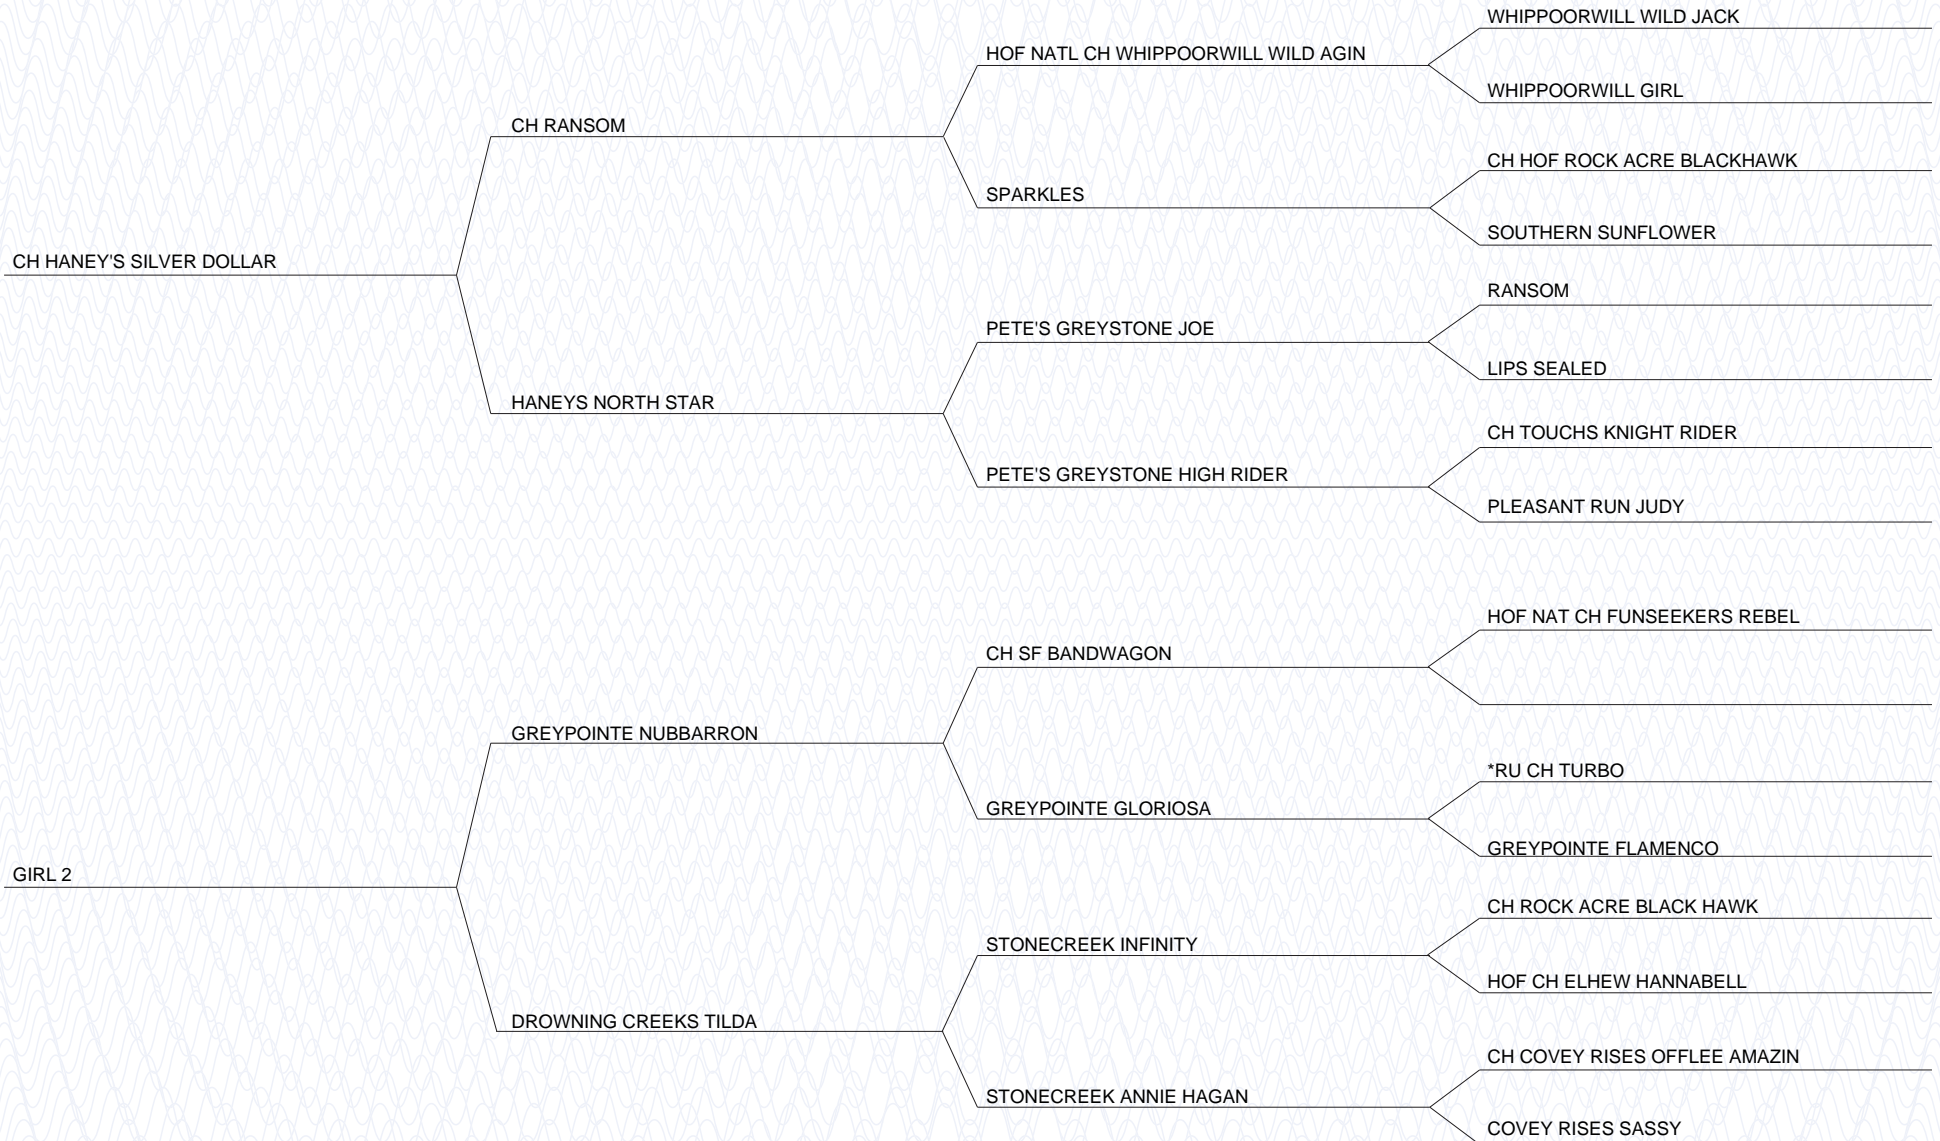 WHIPPOORWILL WILD JACK
HOF NATL CH WHIPPOORWILL WILD AGIN
WHIPPOORWILL GIRL
CH RANSOM
CH HOF ROCK ACRE BLACKHAWK
SPARKLES
SOUTHERN SUNFLOWER
CH HANEY'S SILVER DOLLAR
RANSOM
PETE'S GREYSTONE JOE
LIPS SEALED
HANEYS NORTH STAR
CH TOUCHS KNIGHT RIDER
PETE'S GREYSTONE HIGH RIDER
PLEASANT RUN JUDY
HOF NAT CH FUNSEEKERS REBEL
CH SF BANDWAGON
GREYPOINTE NUBBARRON
*RU CH TURBO
GREYPOINTE GLORIOSA
GREYPOINTE FLAMENCO
GIRL 2
CH ROCK ACRE BLACK HAWK
STONECREEK INFINITY
HOF CH ELHEW HANNABELL
DROWNING CREEKS TILDA
CH COVEY RISES OFFLEE AMAZIN
STONECREEK ANNIE HAGAN
COVEY RISES SASSY